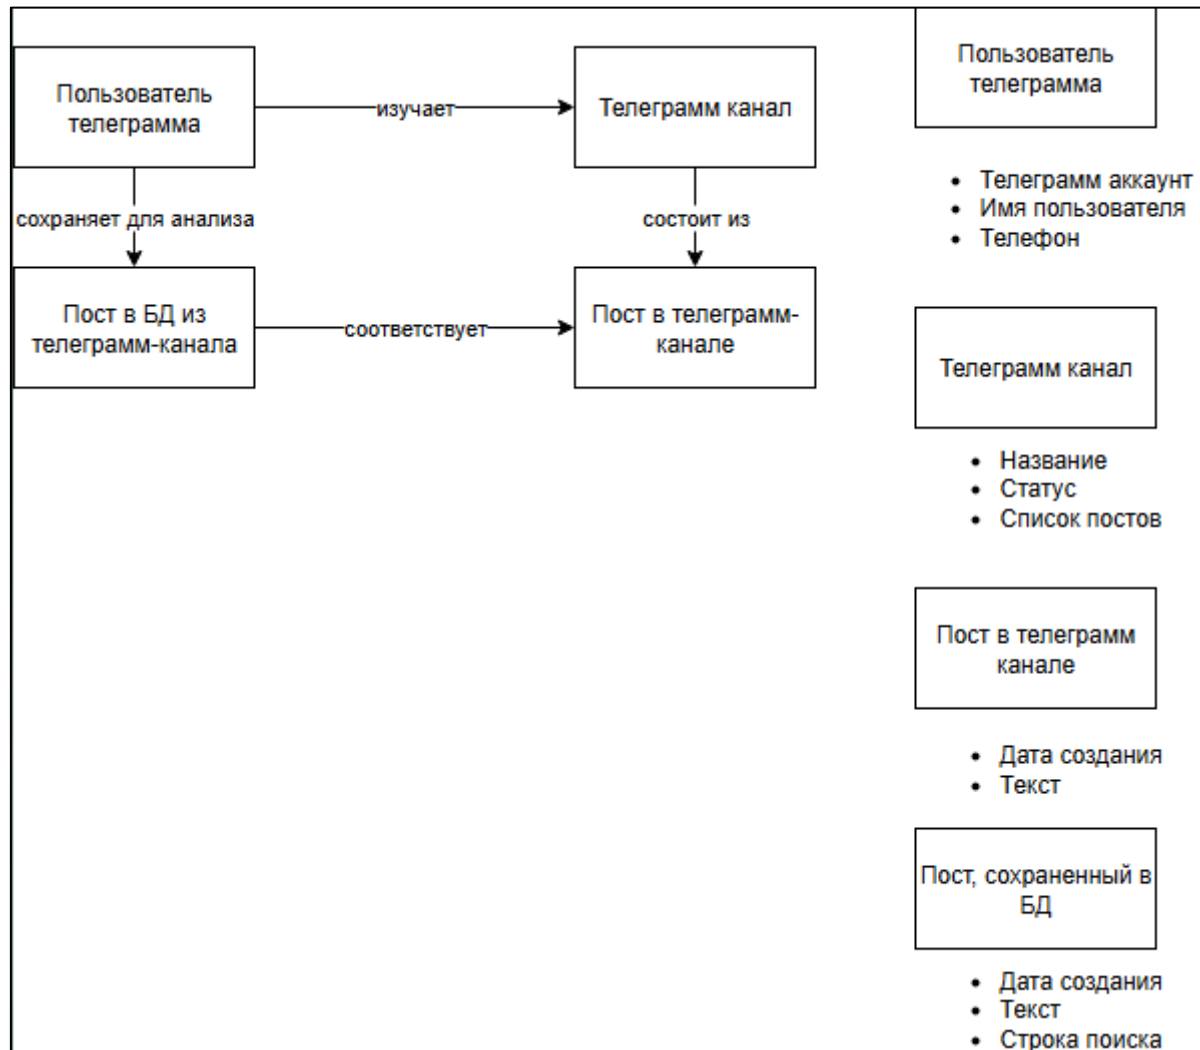 Пользователь
телеграмма
изучает
Телеграмм канал
сохраняет для анализа
состоит из
Пост в БД из
телеграмм-канала
соответствует
Пост в телеграмм-
канале
Пользователь
телеграмма
• Телеграмм аккаунт
• Имя пользователя
• Телефон
Телеграмм канал
• Название
• Статус
• Список постов
Пост в телеграмм
канале
• Дата создания
• Текст
Пост, сохраненный в
БД
• Дата создания
• Текст
• Строка поиска